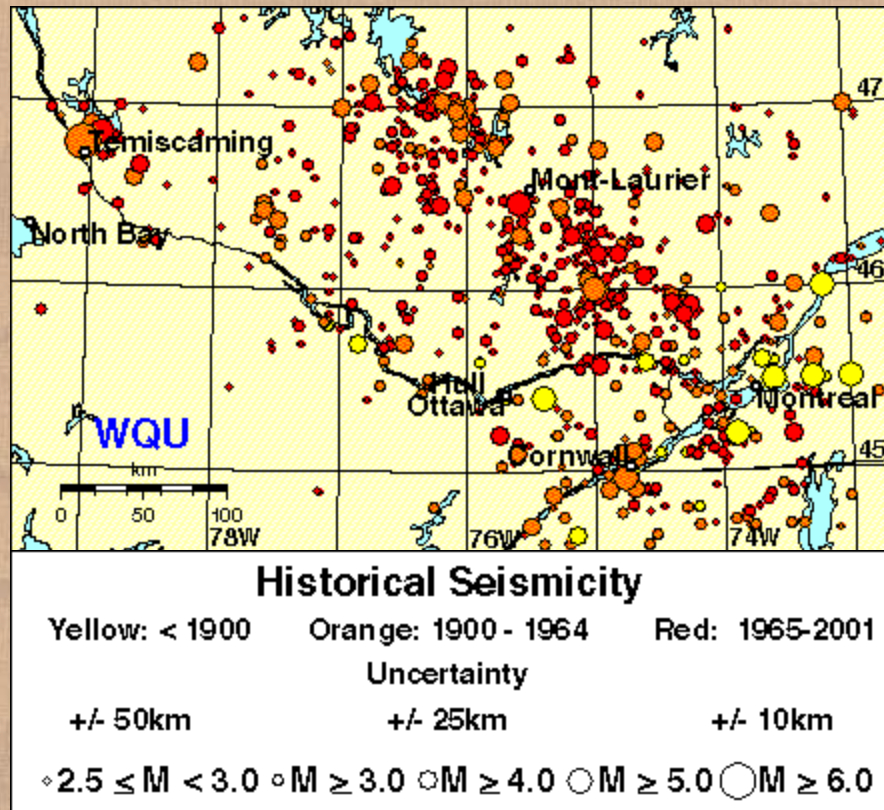 47
Temiscaming
Mont-Laurier
North Bay
46
Hull
Ottawa
Montreal
WQU
Cornwall
45
km
0 50 100
78W 76W 74W
Historical Seismicity
Yellow: < 1900 Orange: 1900 - 1964 Red: 1965-2001
Uncertainty
+/- 50km +/- 25km +/- 10km
2.5 ≤ M < 3.0 M ≥ 3.0 M ≥ 4.0 M ≥ 5.0 M ≥ 6.0